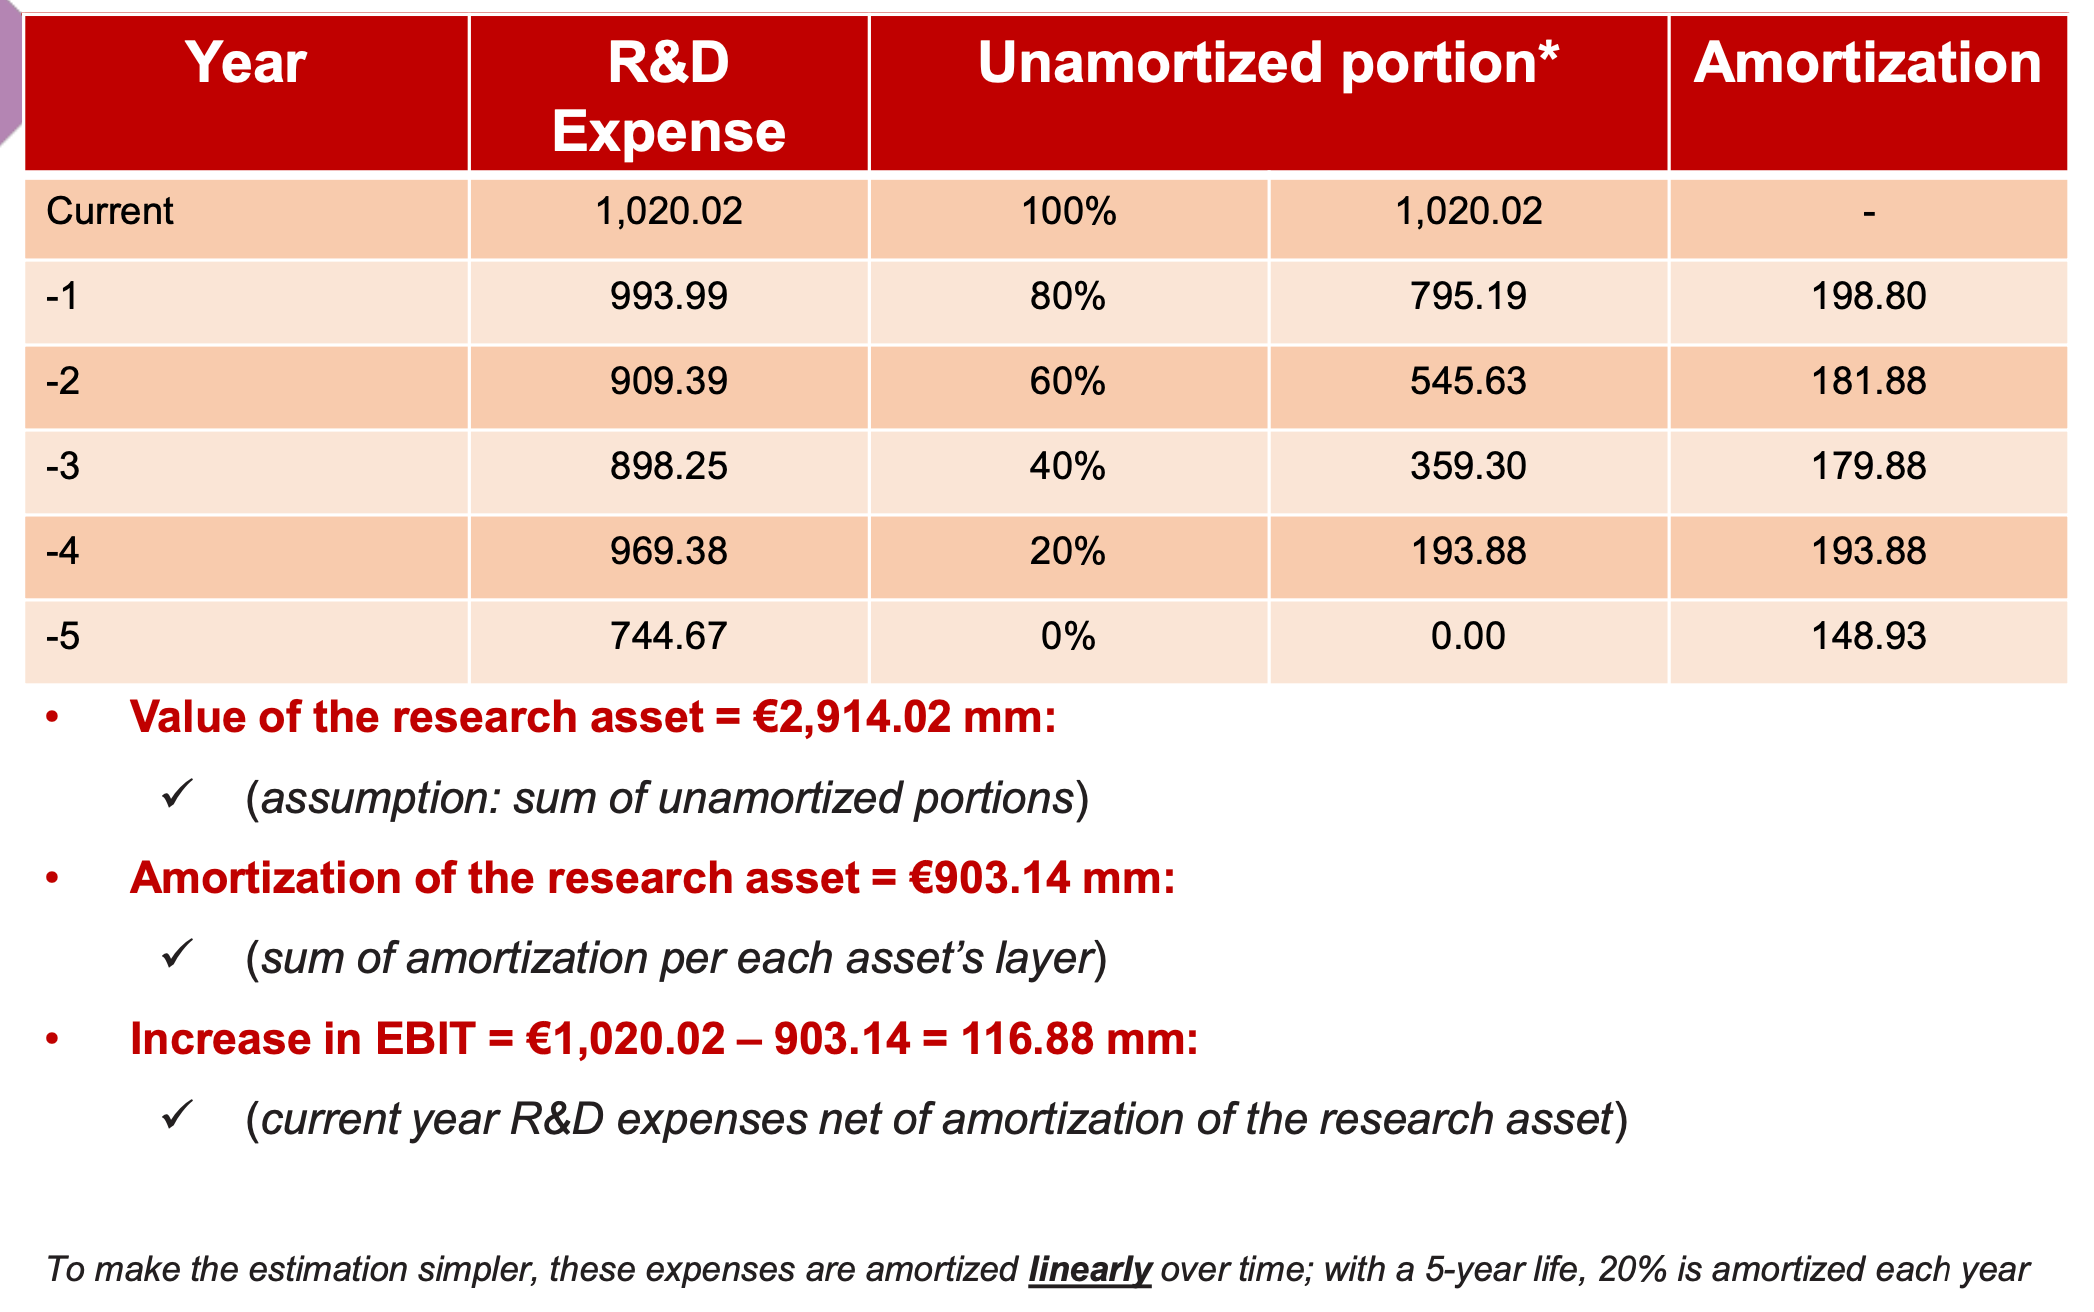 Year R&D Expense Unamortized portion* Amortization
Current 1,020.02 100% 1,020.02 -
-1 993.99 80% 795.19 198.80
-2 909.39 60% 545.63 181.88
-3 898.25 40% 359.30 179.88
-4 969.38 20% 193.88 193.88
-5 744.67 0% 0.00 148.93
• Value of the research asset = €2,914.02 mm:
✓ (assumption: sum of unamortized portions)
• Amortization of the research asset = €903.14 mm:
✓ (sum of amortization per each asset’s layer)
• Increase in EBIT = €1,020.02 – 903.14 = 116.88 mm:
✓ (current year R&D expenses net of amortization of the research asset)
To make the estimation simpler, these expenses are amortized linearly over time; with a 5-year life, 20% is amortized each year